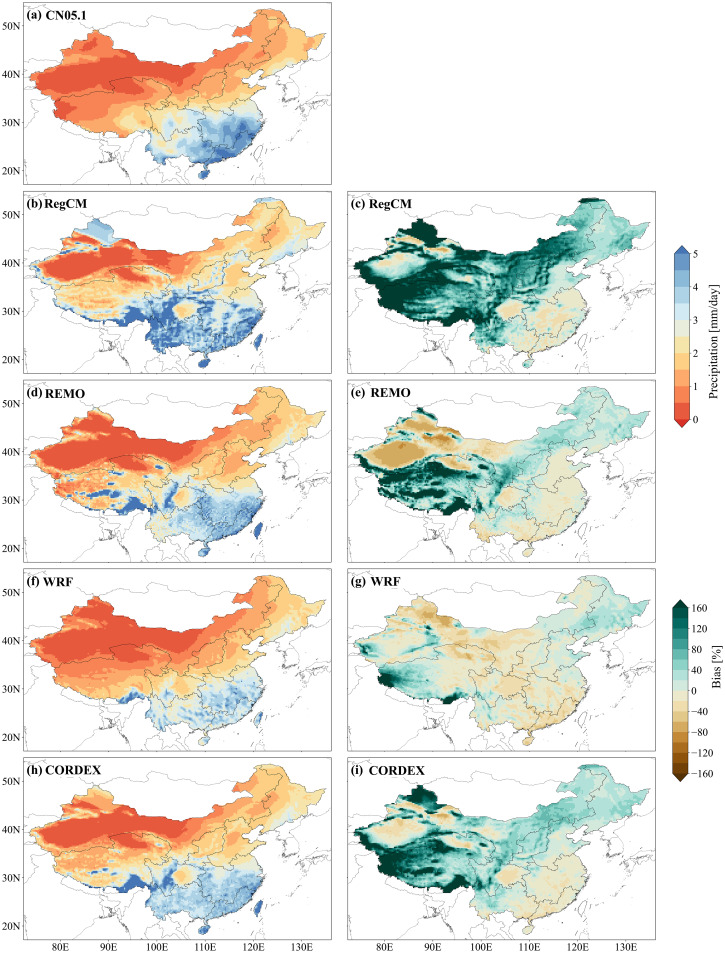 (a) CN05.1
50N
40N
30N
20N
(b) RegCM
(c) RegCM
50N
40N
30N
20N
(d) REMO
(e) REMO
50N
40N
30N
20N
(f) WRF
(g) WRF
50N
40N
30N
20N
(h) CORDEX
(i) CORDEX
50N
40N
30N
20N
80E 90E 100E 110E 120E 130E
80E 90E 100E 110E 120E 130E
5
4
3
2
1
0
Precipitation [mm/day]
160
120
80
40
0
−40
−80
−120
−160
Bias [%]